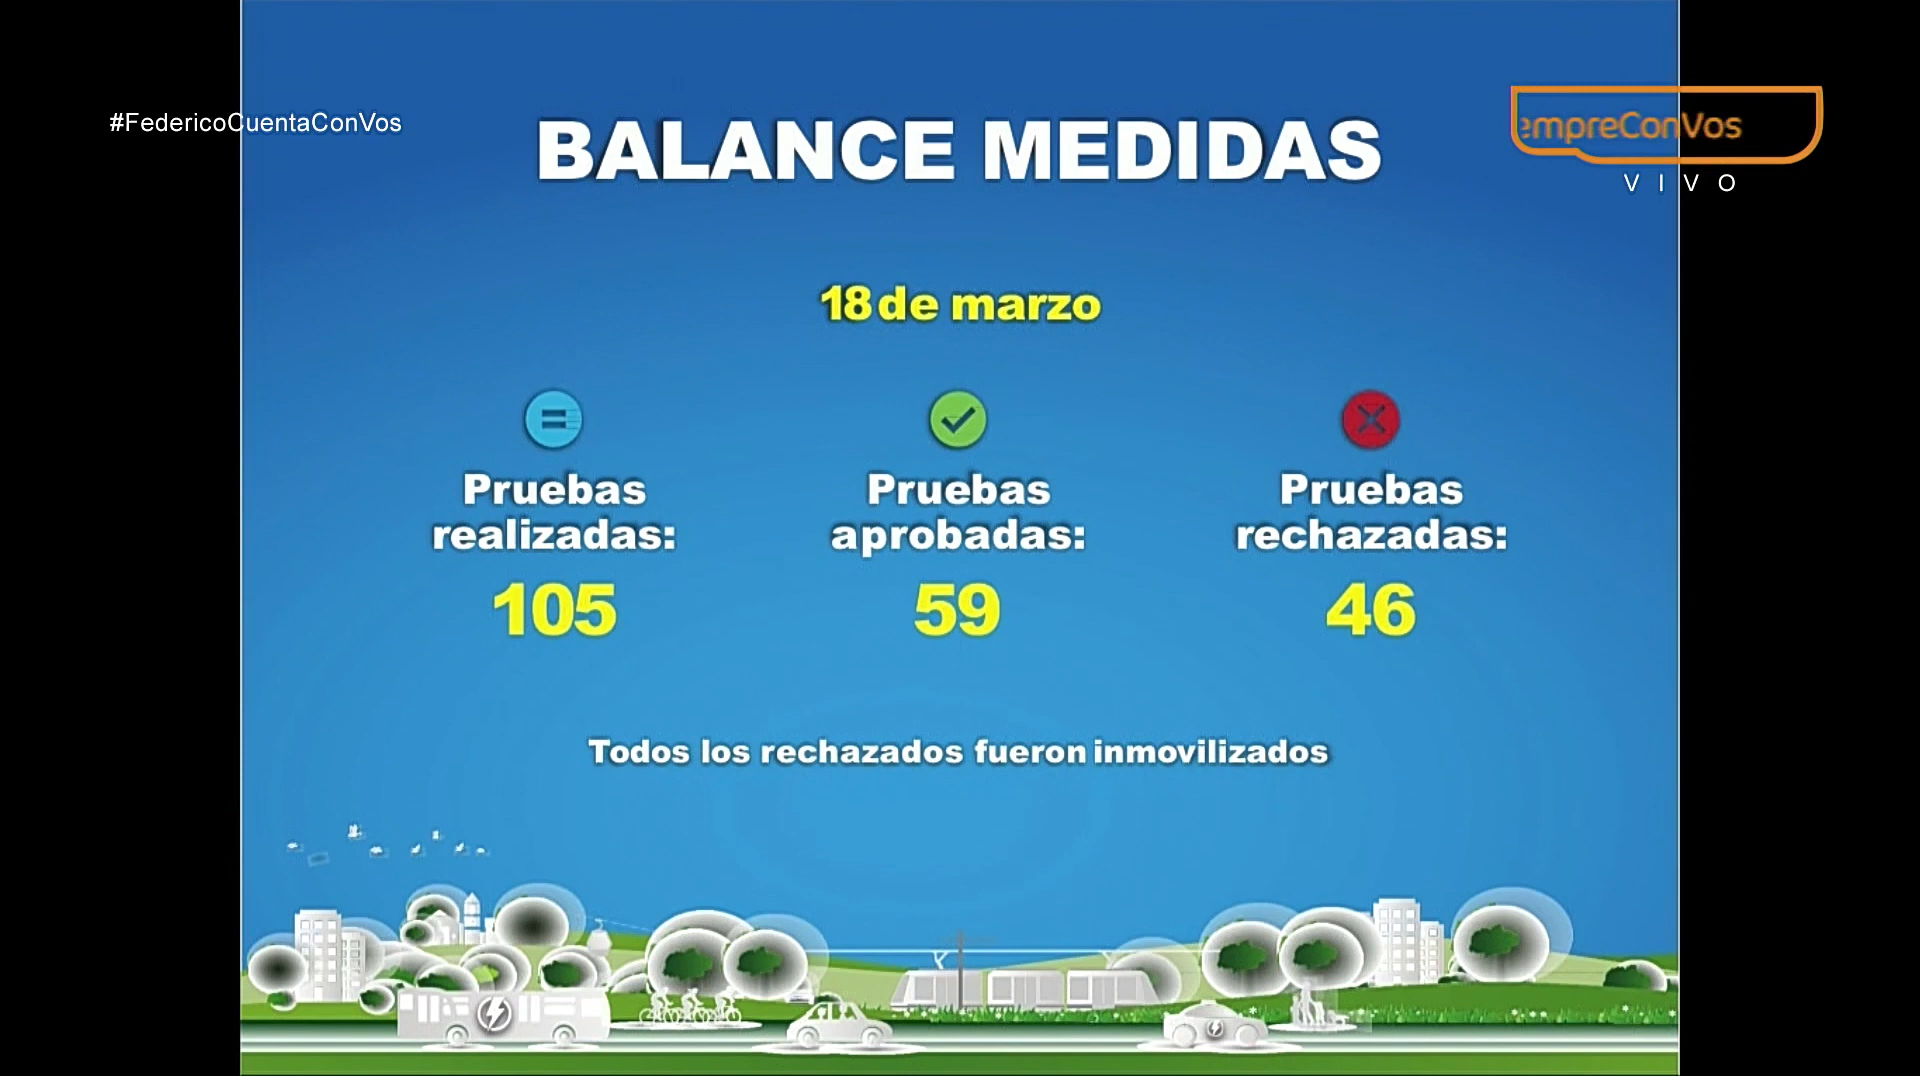 #FedericoCuentaConVos
empreConVos
VIVO
BALANCE MEDIDAS
18 de marzo
Pruebas
realizadas:
105
Pruebas
aprobadas:
59
Pruebas
rechazadas:
46
Todos los rechazados fueron inmovilizados